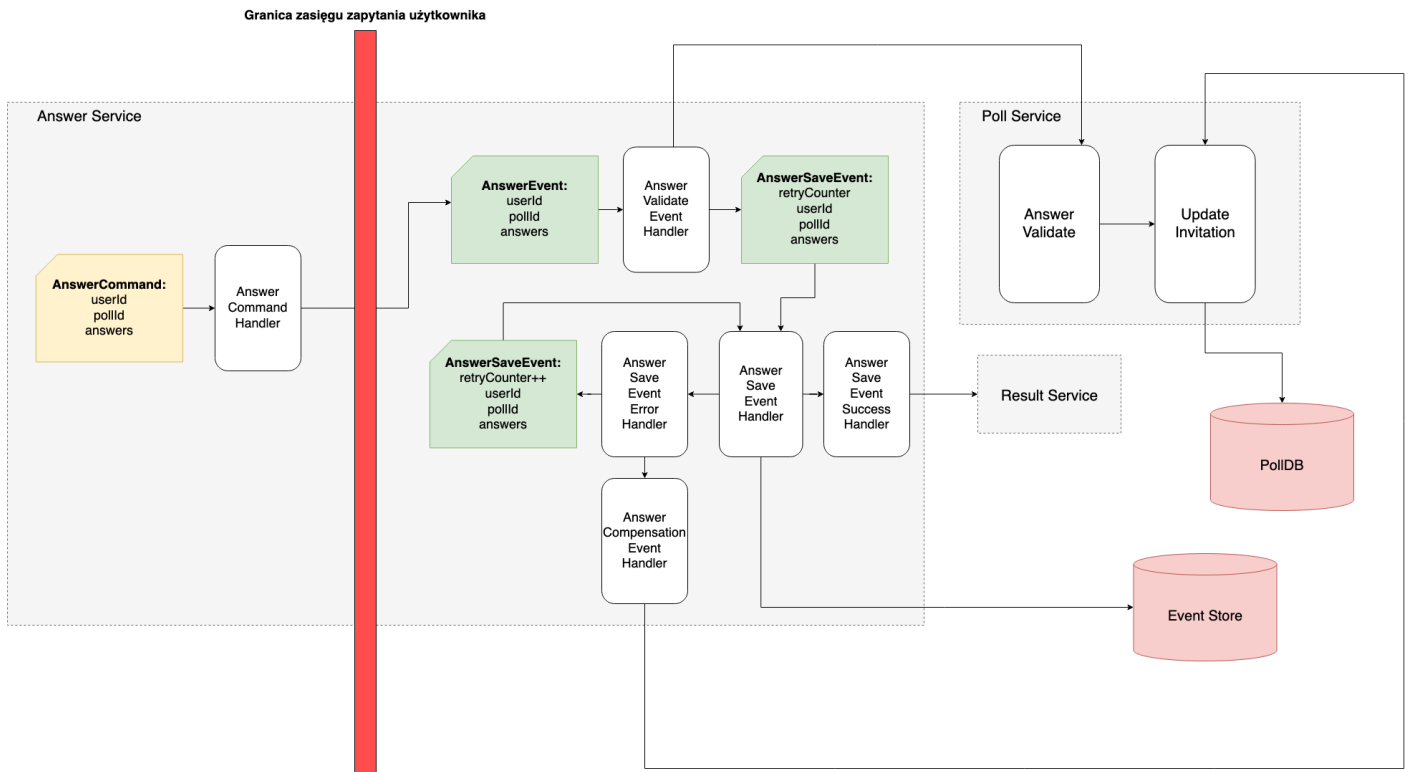 Granica zasięgu zapytania użytkownika
Answer Service
Poll Service
AnswerCommand:
userId
pollId
answers
Answer
Command
Handler
AnswerEvent:
userId
pollId
answers
Answer
Validate
Event
Handler
AnswerSaveEvent:
retryCounter
userId
pollId
answers
Answer
Validate
Update
Invitation
AnswerSaveEvent:
retryCounter++
userId
pollId
answers
Answer
Save
Event
Error
Handler
Answer
Save
Event
Handler
Answer
Save
Event
Success
Handler
Result Service
PollDB
Answer
Compensation
Event
Handler
Event Store